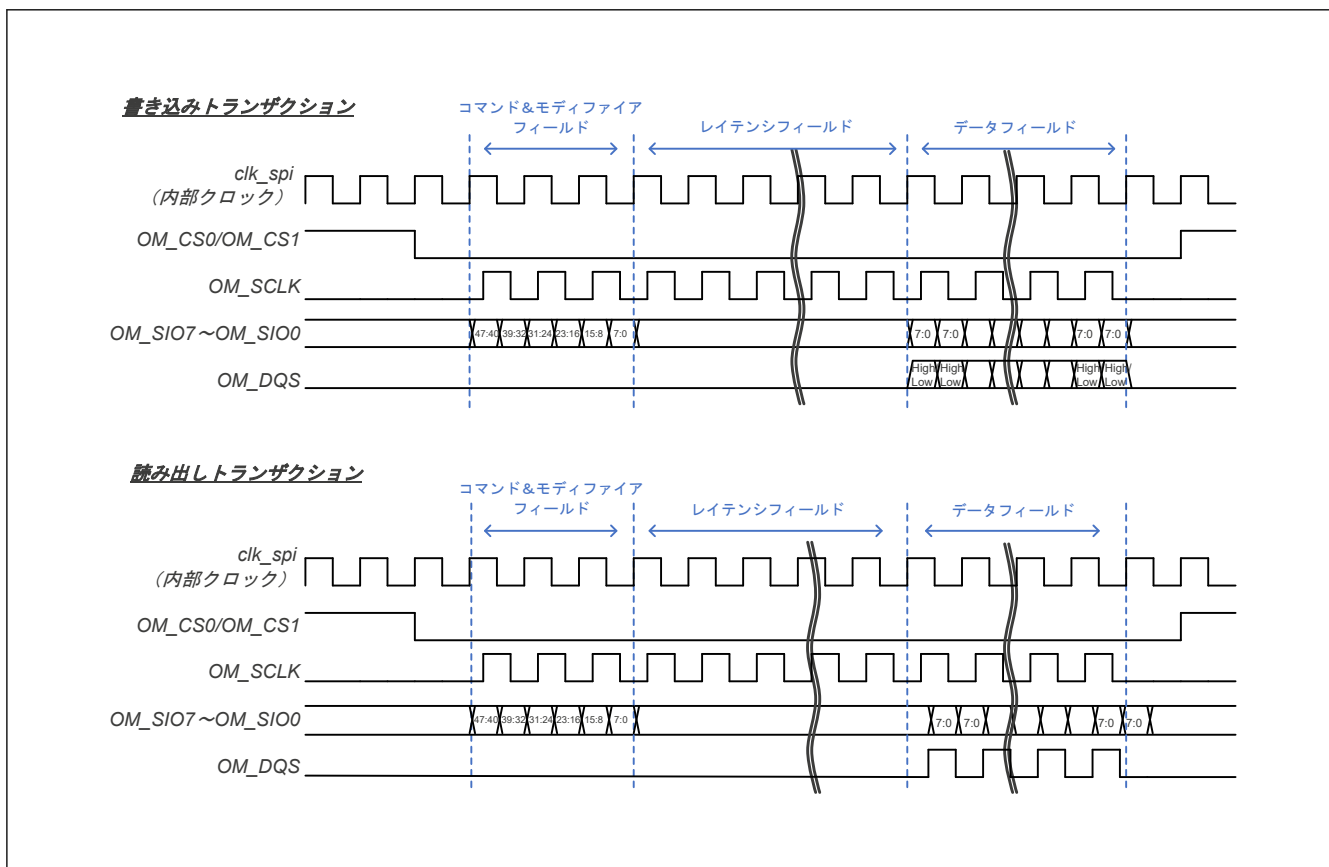 書き込みトランザクション
コマンド&モディファイア
フィールド
レイテンシフィールド
データフィールド
clk_spi
（内部クロック）
OM_CS0/OM_CS1
OM_SCLK
OM_SIO7～OM_SIO0
47:40 39:32 31:24 23:16 15:8 7:0 7:0 7:0 7:0 7:0
OM_DQS
High High High High/
Low Low Low Low
読み出しトランザクション
コマンド&モディファイア
フィールド
レイテンシフィールド
データフィールド
clk_spi
（内部クロック）
OM_CS0/OM_CS1
OM_SCLK
OM_SIO7～OM_SIO0
47:40 39:32 31:24 23:16 15:8 7:0 7:0 7:0 7:0 7:0
OM_DQS